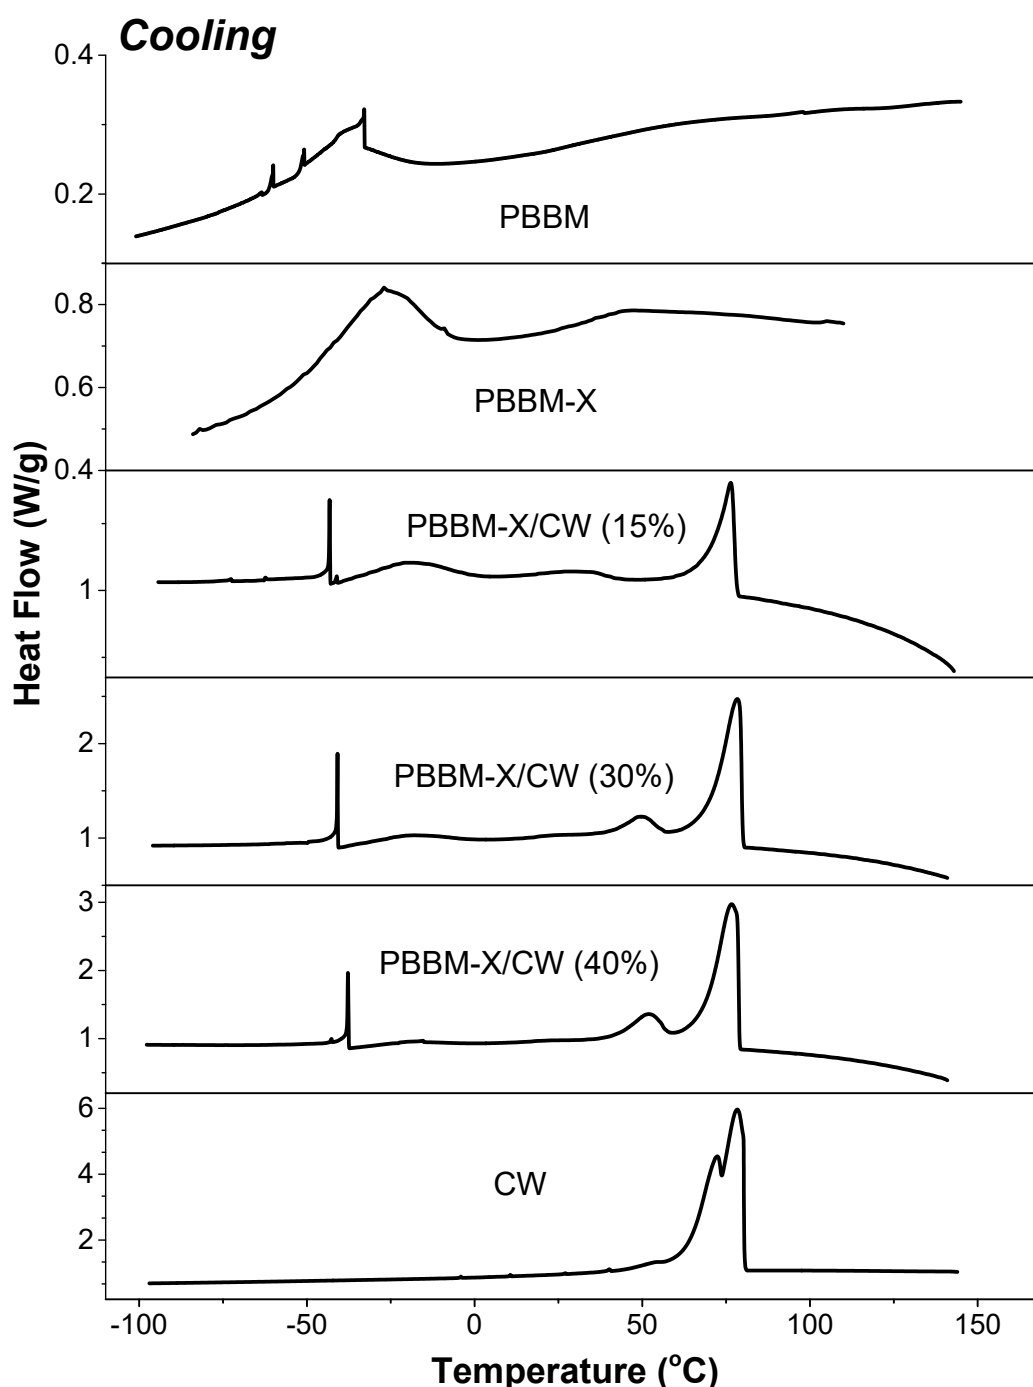 Cooling
0.4
0.2
PBBM
0.8
0.6
PBBM-X
0.4
PBBM-X/CW (15%)
1
2
PBBM-X/CW (30%)
1
3
PBBM-X/CW (40%)
2
1
6
4
CW
2
-100 -50 0 50 100 150
Temperature (°C)
Heat Flow (W/g)